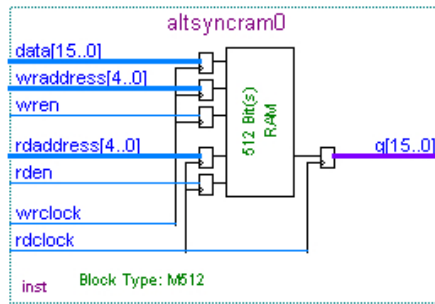 altsyncram0
data[15..0]
wraddress[4..0]
wren
rdaddress[4..0]
rden
wrclock
rdclock
512 Bit(s)
RAM
q[15..0]
inst
Block Type: M512